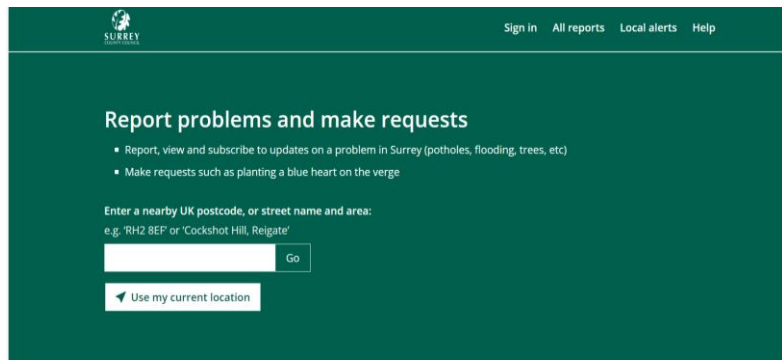 SURREY
COUNTY COUNCIL
Sign in All reports Local alerts Help
Report problems and make requests
Report, view and subscribe to updates on a problem in Surrey (potholes, flooding, trees, etc)
Make requests such as planting a blue heart on the verge
Enter a nearby UK postcode, or street name and area:
e.g. ‘RH2 8EF’ or ‘Cockshot Hill, Reigate’
Go
Use my current location